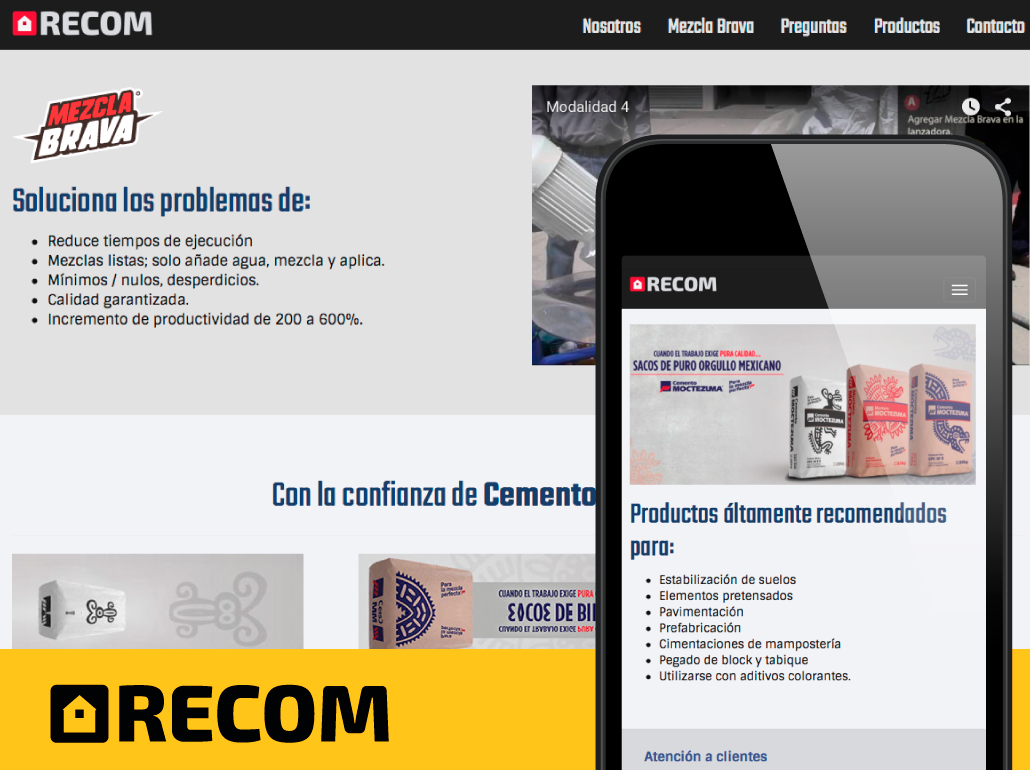 RECOM
Nosotros Mezcla Brava Preguntas Productos Contacto
MEZCLA
BRAVA
Soluciona los problemas de:
Reduce tiempos de ejecución
Mezclas listas; solo añade agua, mezcla y aplica.
Mínimos / nulos, desperdicios.
Calidad garantizada.
Incremento de productividad de 200 a 600%.
Modalidad 4
A
Agregar Mezcla Brava en la
lanzadora.
Con la confianza de Cemento
CUANDO EL TRABAJO EXIGE PURA
RECOM
RECOM
CUANDO EL TRABAJO EXIGE PURA CALIDAD...
SACOS DE PURO ORGULLO MEXICANO
Cemento
MOCTEZUMA
Para
la mezcla
perfecta
Productos áltamente recomendados
para:
Estabilización de suelos
Elementos pretensados
Pavimentación
Prefabricación
Cimentaciones de mampostería
Pegado de block y tabique
Utilizarse con aditivos colorantes.
Atención a clientes